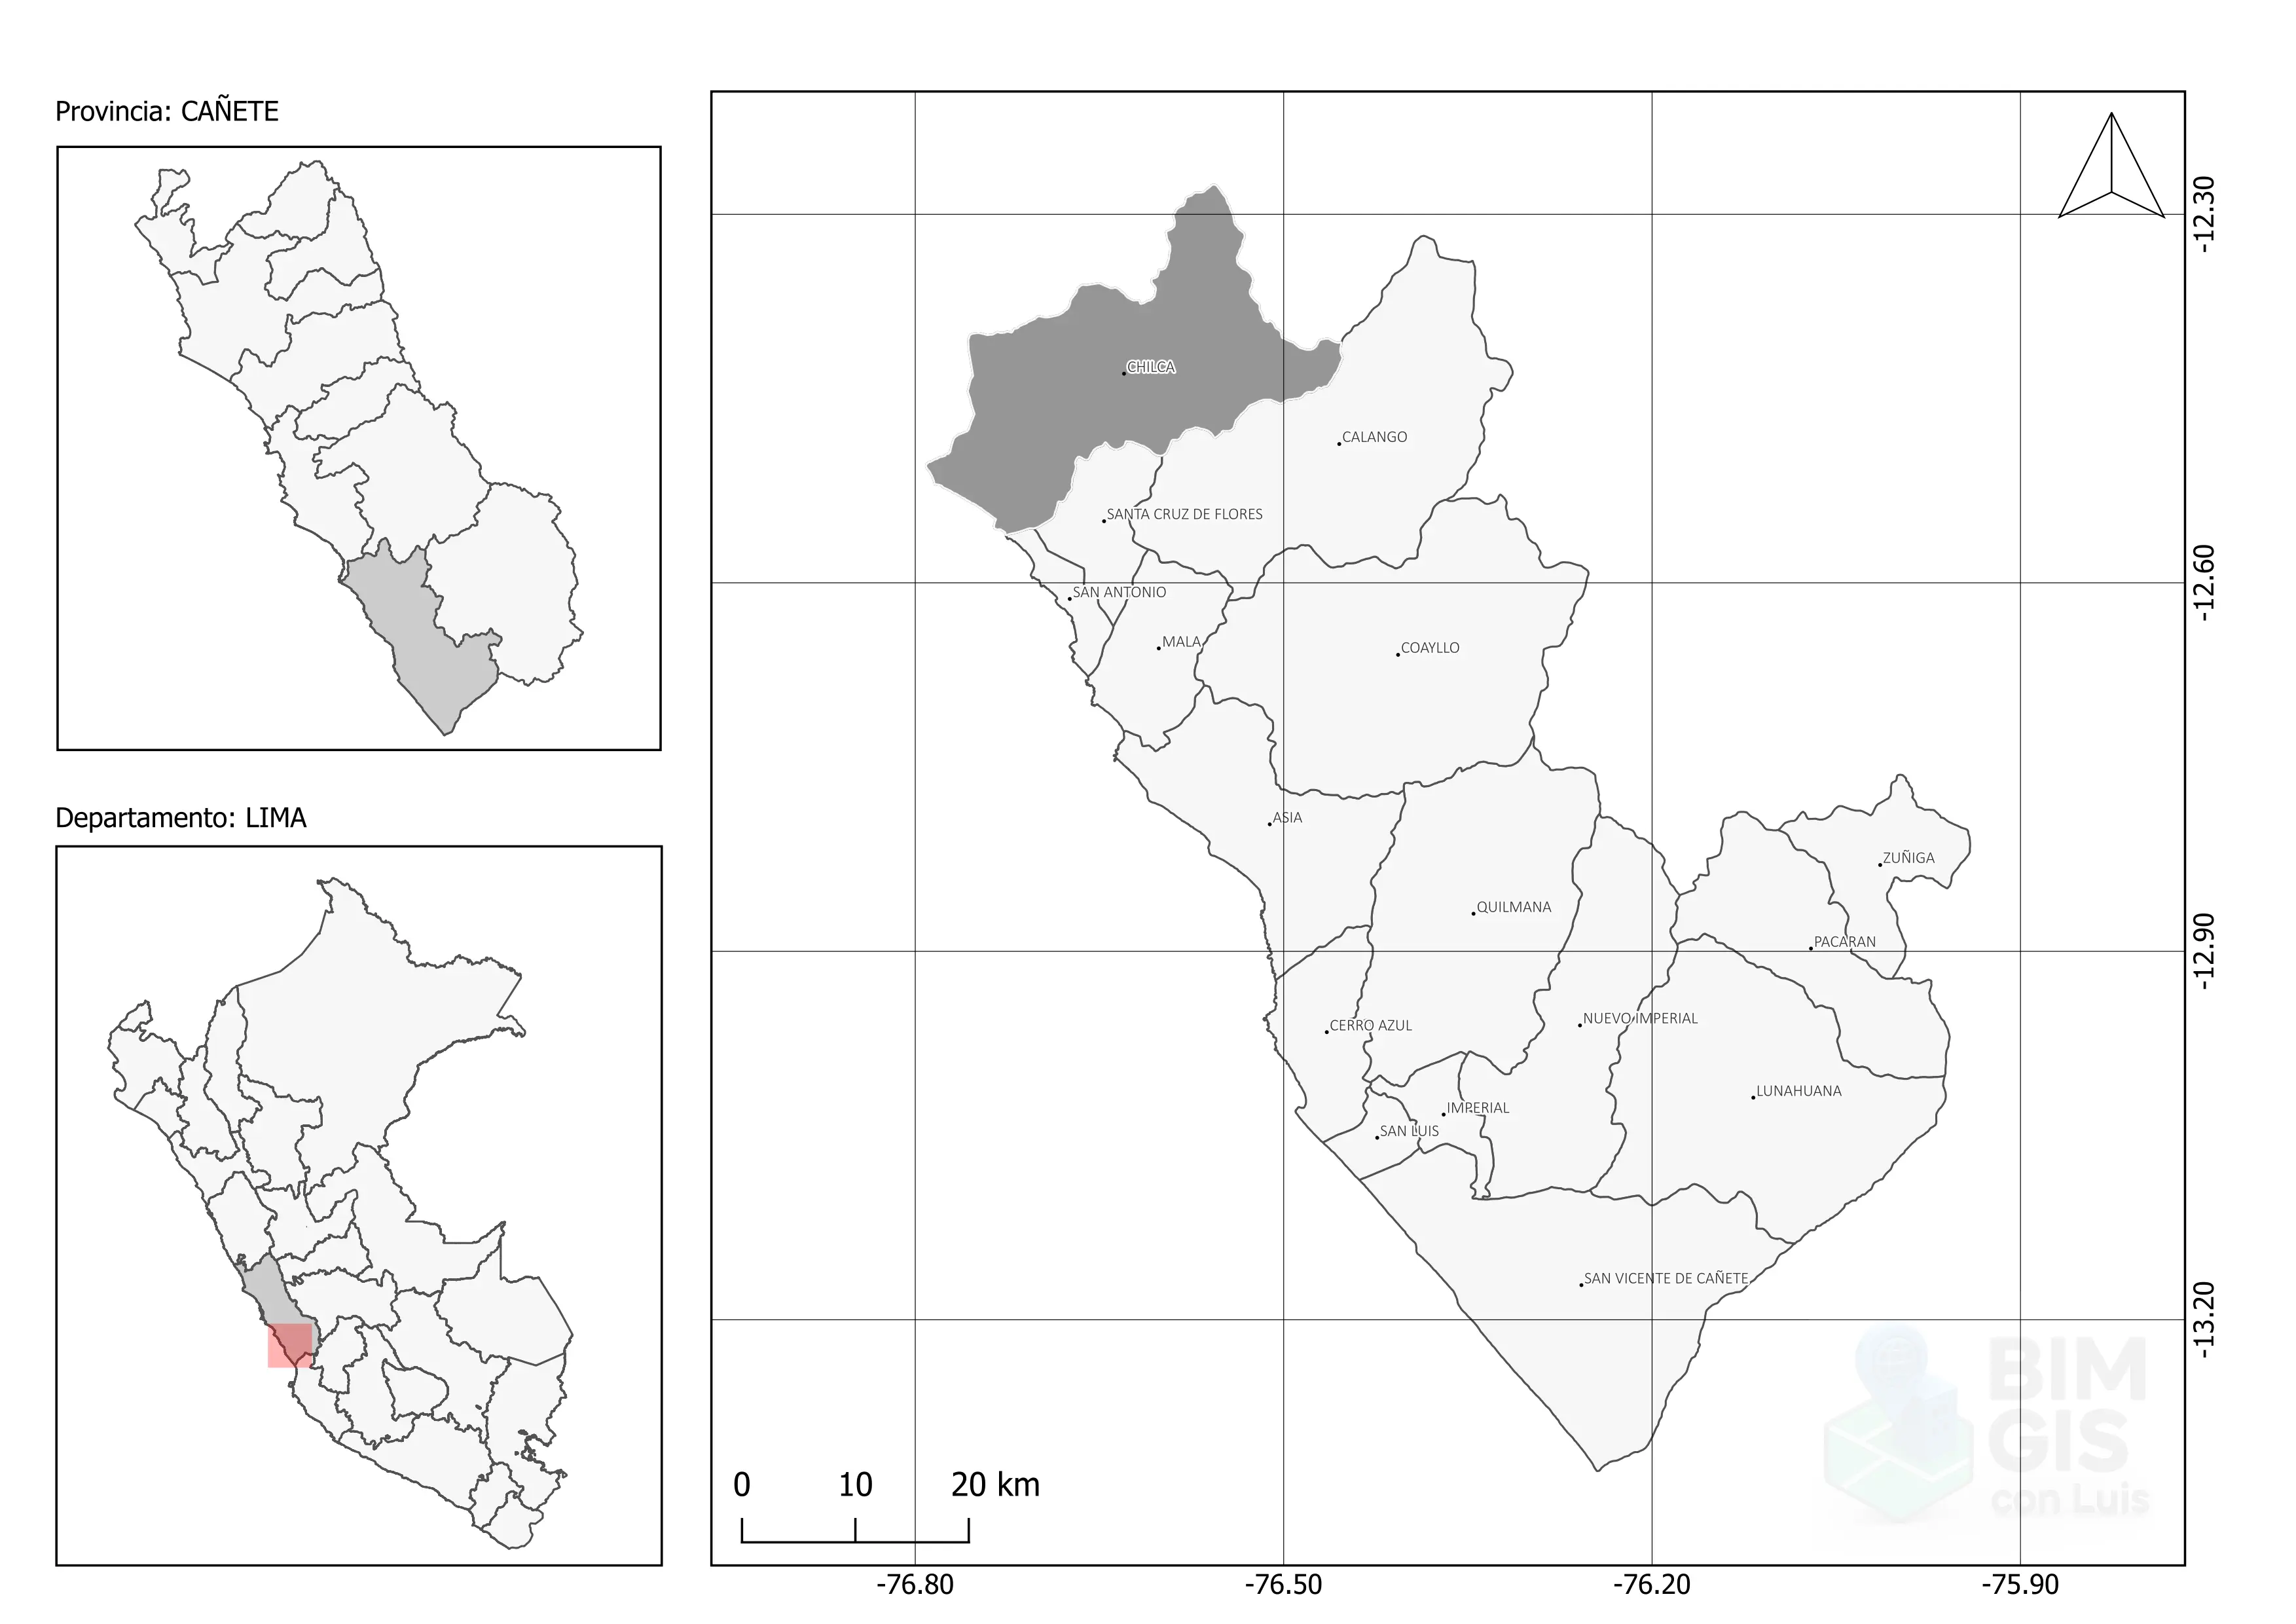 Provincia: CAÑETE
Departamento: LIMA
CHILCA
CALANGO
SANTA CRUZ DE FLORES
SAN ANTONIO
MALA
COAYLLO
ASIA
ZUÑIGA
QUILMANA
PACARAN
NUEVO IMPERIAL
CERRO AZUL
LUNAHUANA
IMPERIAL
SAN LUIS
SAN VICENTE DE CAÑETE
-12.30
-12.60
-12.90
-13.20
0 10 20 km
-76.80 -76.50 -76.20 -75.90
BIM
GIS
con Luis